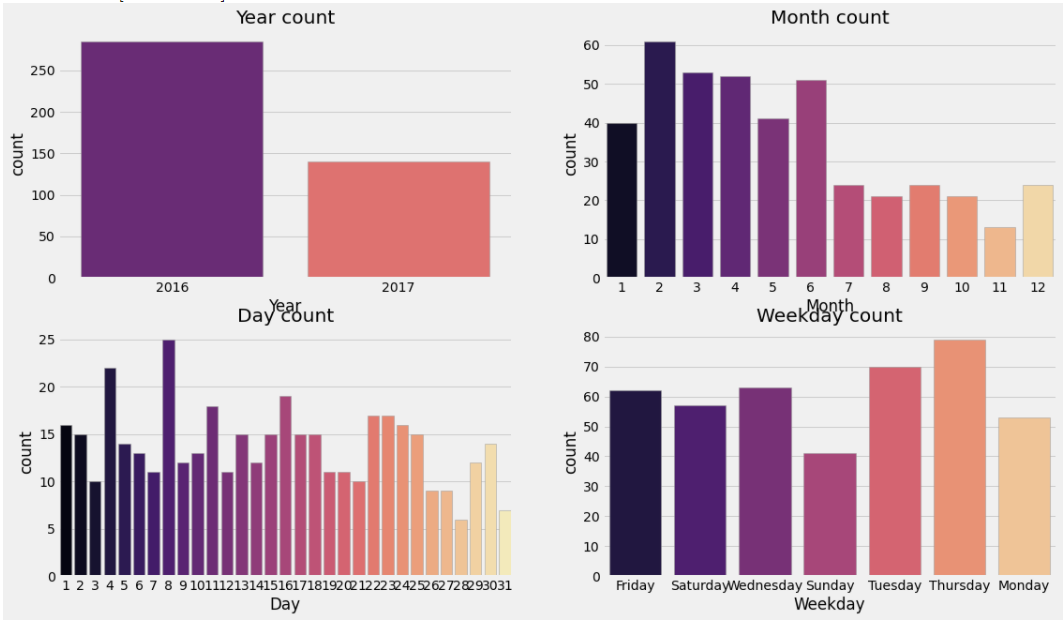 Year count
250
200
150
100
50
0
count
2016 2017
Year
Month count
60
50
40
30
20
10
0
count
1 2 3 4 5 6 7 8 9 10 11 12
Month
Day count
25
20
15
10
5
0
count
1 2 3 4 5 6 7 8 9 10 11 12 13 14 15 16 17 18 19 20 21 22 23 24 25 26 27 28 29 30 31
Day
Weekday count
80
70
60
50
40
30
20
10
0
count
Friday Saturday Wednesday Sunday Tuesday Thursday Monday
Weekday